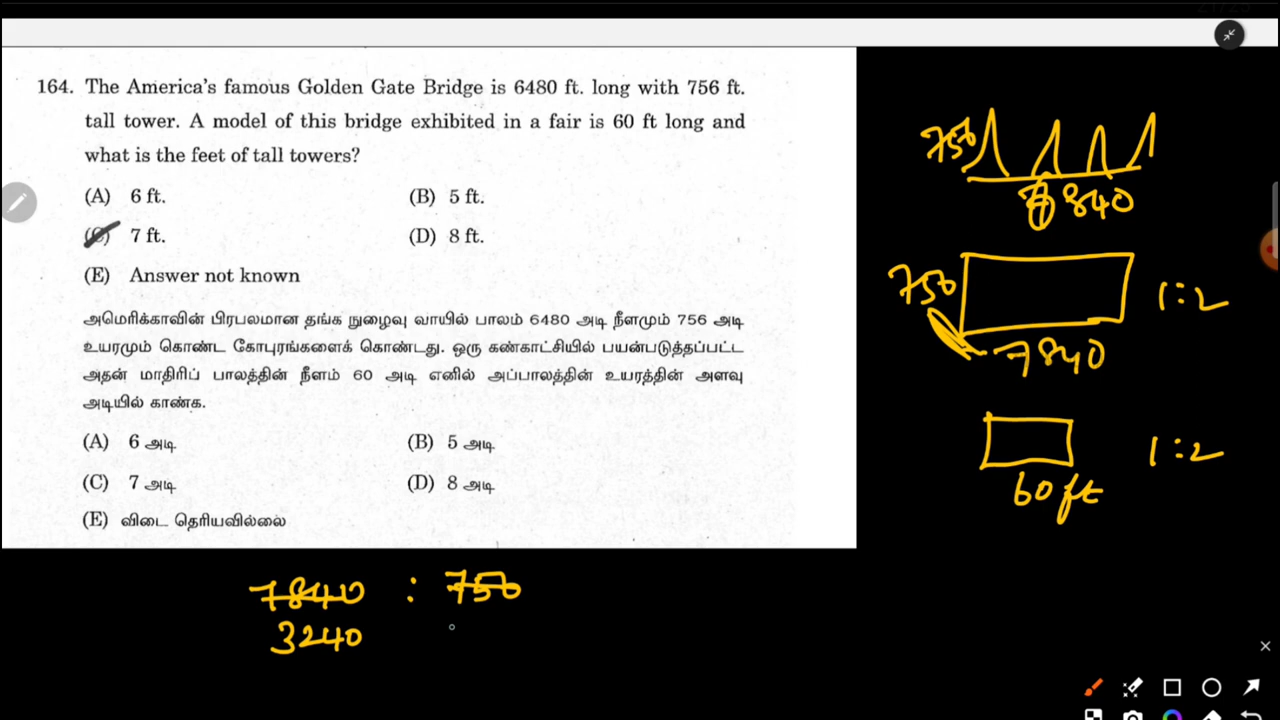 164. The America's famous Golden Gate Bridge is 6480 ft. long with 756 ft.
tall tower. A model of this bridge exhibited in a fair is 60 ft long and
what is the feet of tall towers?
(A) 6 ft. (B) 5 ft.
(C) 7 ft. (D) 8 ft.
(E) Answer not known
அமெரிக்காவின் பிரபலமான தங்க நுழைவு வாயில் பாலம் 6480 அடி நீளமும் 756 அடி
உயரமும் கொண்ட கோபுரங்களைக் கொண்டது. ஒரு கண்காட்சியில் பயன்படுத்தப்பட்ட
அதன் மாதிரிப் பாலத்தின் நீளம் 60 அடி எனில் அப்பாலத்தின் உயரத்தின் அளவு
அடியில் காண்க.
(A) 6 அடி (B) 5 அடி
(C) 7 அடி (D) 8 அடி
(E) விடை தெரியவில்லை
756
840
756
1:2
7840
1:2
60 ft
7840 : 756
3240